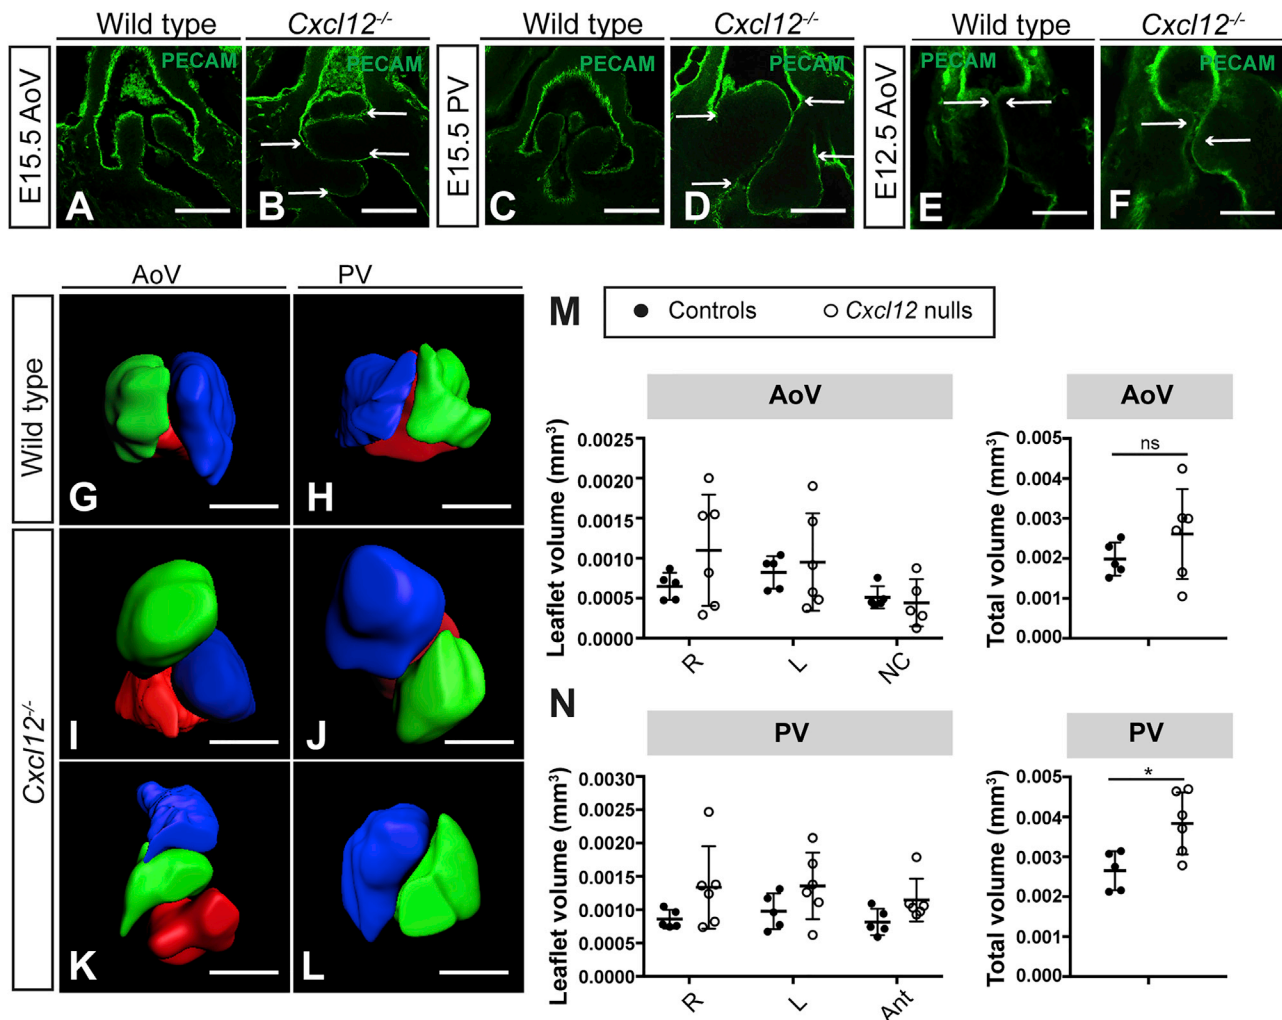 Wild type Cxcl12-/- Wild type Cxcl12-/- Wild type Cxcl12-/-
E15.5 AoV PECAM PECAM E15.5 PV PECAM PECAM E12.5 AoV PECAM PECAM
A B C D E F
AoV PV
Wild type
G H
Cxcl12-/-
I J
K L
M
Controls Cxcl12 nulls
AoV
Leaflet volume (mm³)
0.0025
0.0020
0.0015
0.0010
0.0005
0.0000
R L NC
AoV
Total volume (mm³)
ns
0.005
0.004
0.003
0.002
0.001
0.000
N
PV
Leaflet volume (mm³)
0.0030
0.0025
0.0020
0.0015
0.0010
0.0005
0.0000
R L Ant
PV
Total volume (mm³)
*
0.005
0.004
0.003
0.002
0.001
0.000